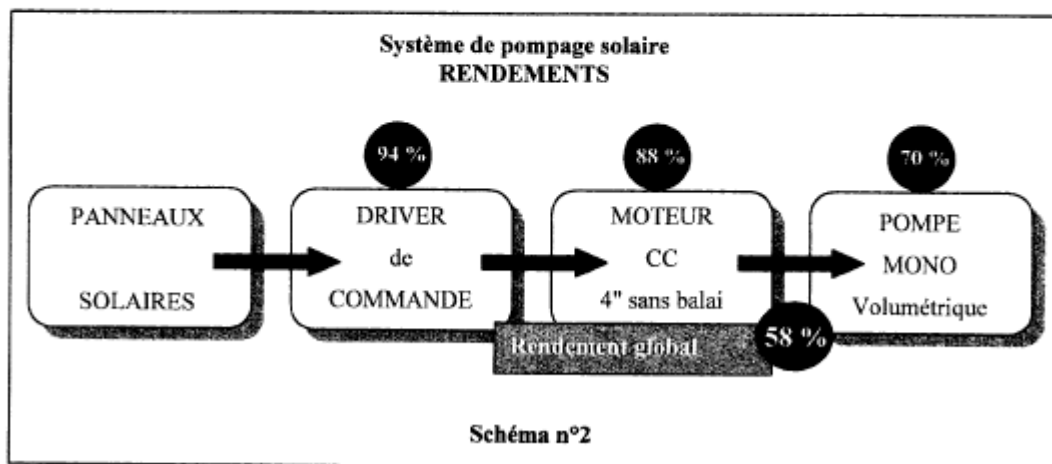 Système de pompage solaire
RENDEMENTS
94 %
88 %
70 %
PANNEAUX
SOLAIRES
DRIVER
de
COMMANDE
MOTEUR
CC
4" sans balai
POMPE
MONO
Volumétrique
Rendement global
58 %
Schéma n°2